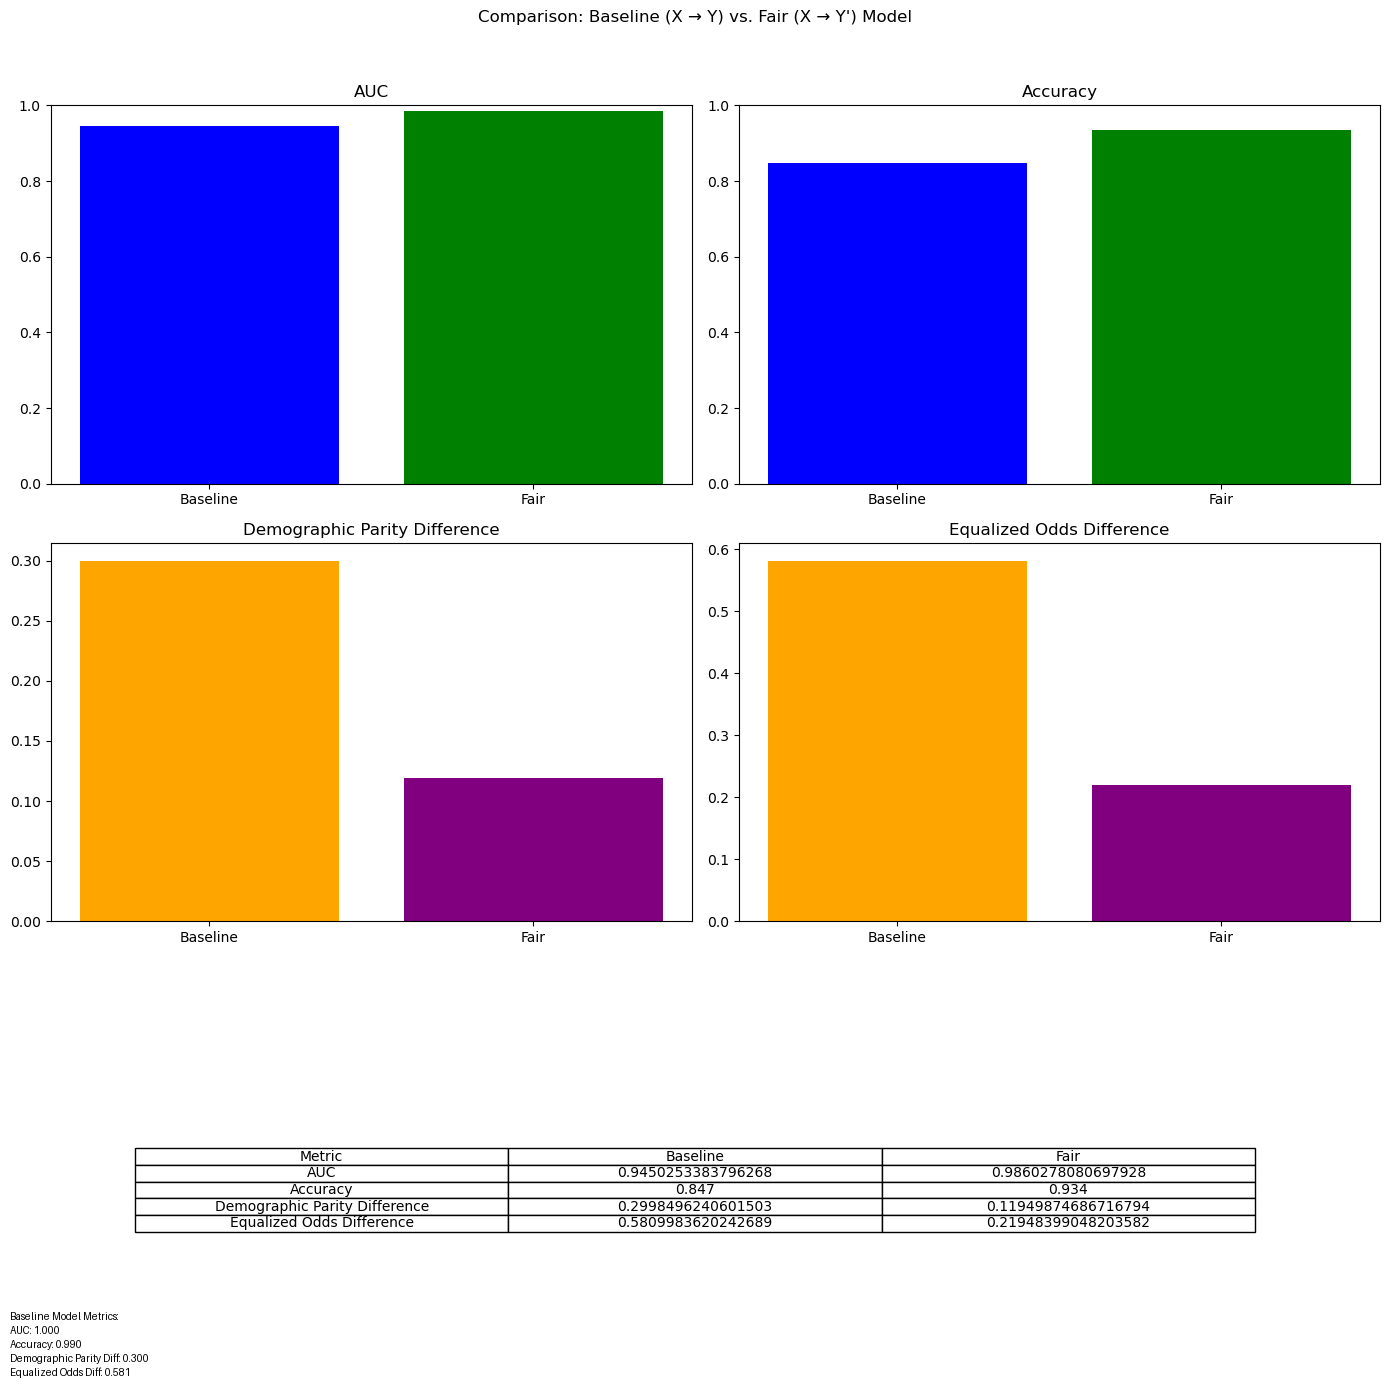 Comparison: Baseline (X → Y) vs. Fair (X → Y') Model
AUC
1.0
0.8
0.6
0.4
0.2
0.0
Baseline Fair
Accuracy
1.0
0.8
0.6
0.4
0.2
0.0
Baseline Fair
Demographic Parity Difference
0.30
0.25
0.20
0.15
0.10
0.05
0.00
Baseline Fair
Equalized Odds Difference
0.6
0.5
0.4
0.3
0.2
0.1
0.0
Baseline Fair
Metric Baseline Fair
AUC 0.9450253383796268 0.9860278080697928
Accuracy 0.847 0.934
Demographic Parity Difference 0.2998496240601503 0.11949874686716794
Equalized Odds Difference 0.5809983620242689 0.21948399048203582
Baseline Model Metrics:
AUC: 1.000
Accuracy: 0.990
Demographic Parity Diff: 0.300
Equalized Odds Diff: 0.581